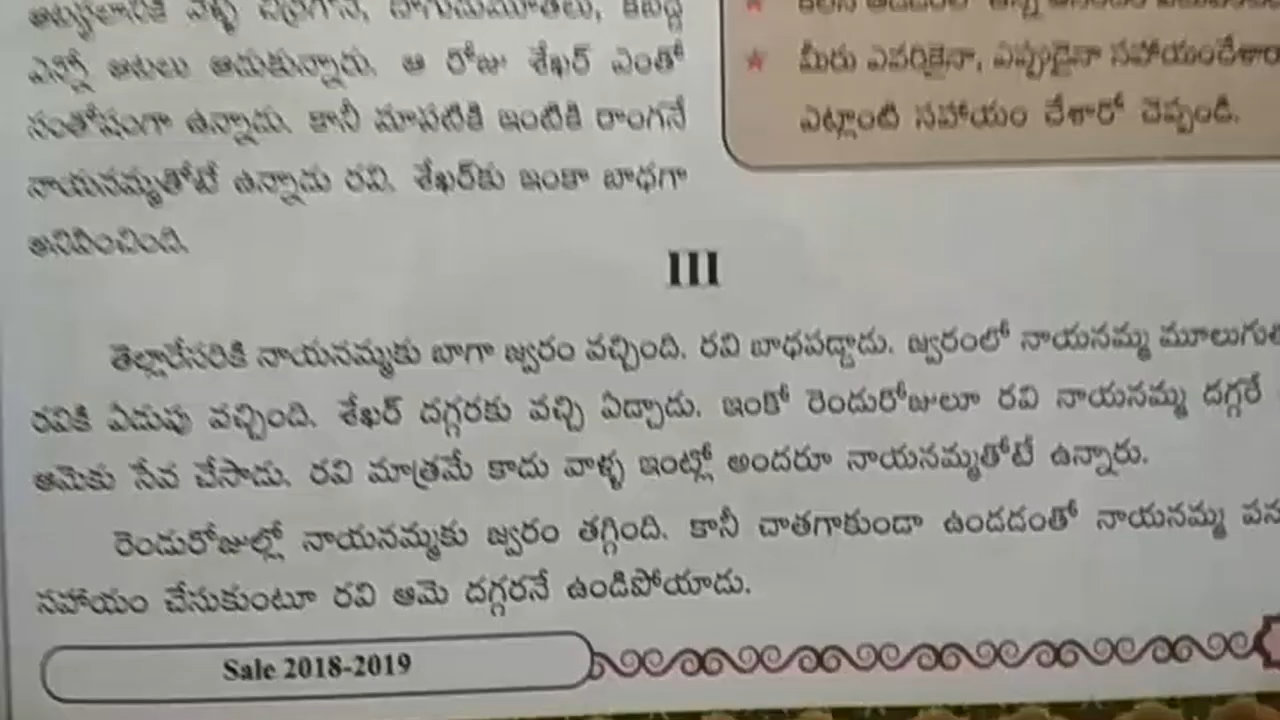 ఎన్నో ఆటలు ఆడుకున్నారు. ఆ రోజు శేఖర్ ఎంతో
సంతోషంగా ఉన్నాడు. కానీ మాపటికి ఇంటికి రాంగనే
నాయనమ్మతోటే ఉన్నాడు రవి. శేఖర్‌కు ఇంకా బాధగా
అనిపించింది.
★ మీరు ఎవరికైనా, ఎప్పుడైనా
ఎట్లాంటి సహాయం చేశారో చెప్పండి.
III
తెల్లారేసరికి నాయనమ్మకు బాగా జ్వరం వచ్చింది. రవి బాధపడ్డాడు. జ్వరంలో నాయనమ్మ
రవికి ఏడుపు వచ్చింది. శేఖర్ దగ్గరకు వచ్చి ఏడ్చాడు. ఇంకో రెండురోజులూ రవి నాయనమ్మ దగ్గరే
ఆమెకు సేవ చేసాడు. రవి మాత్రమే కాదు వాళ్ళ ఇంట్లో అందరూ నాయనమ్మతోటే ఉన్నారు.
రెండురోజుల్లో నాయనమ్మకు జ్వరం తగ్గింది. కానీ చాతగాకుండా ఉండడంతో నాయనమ్మ
సహాయం చేసుకుంటూ రవి ఆమె దగ్గరనే ఉండిపోయాడు.
Sale 2018-2019